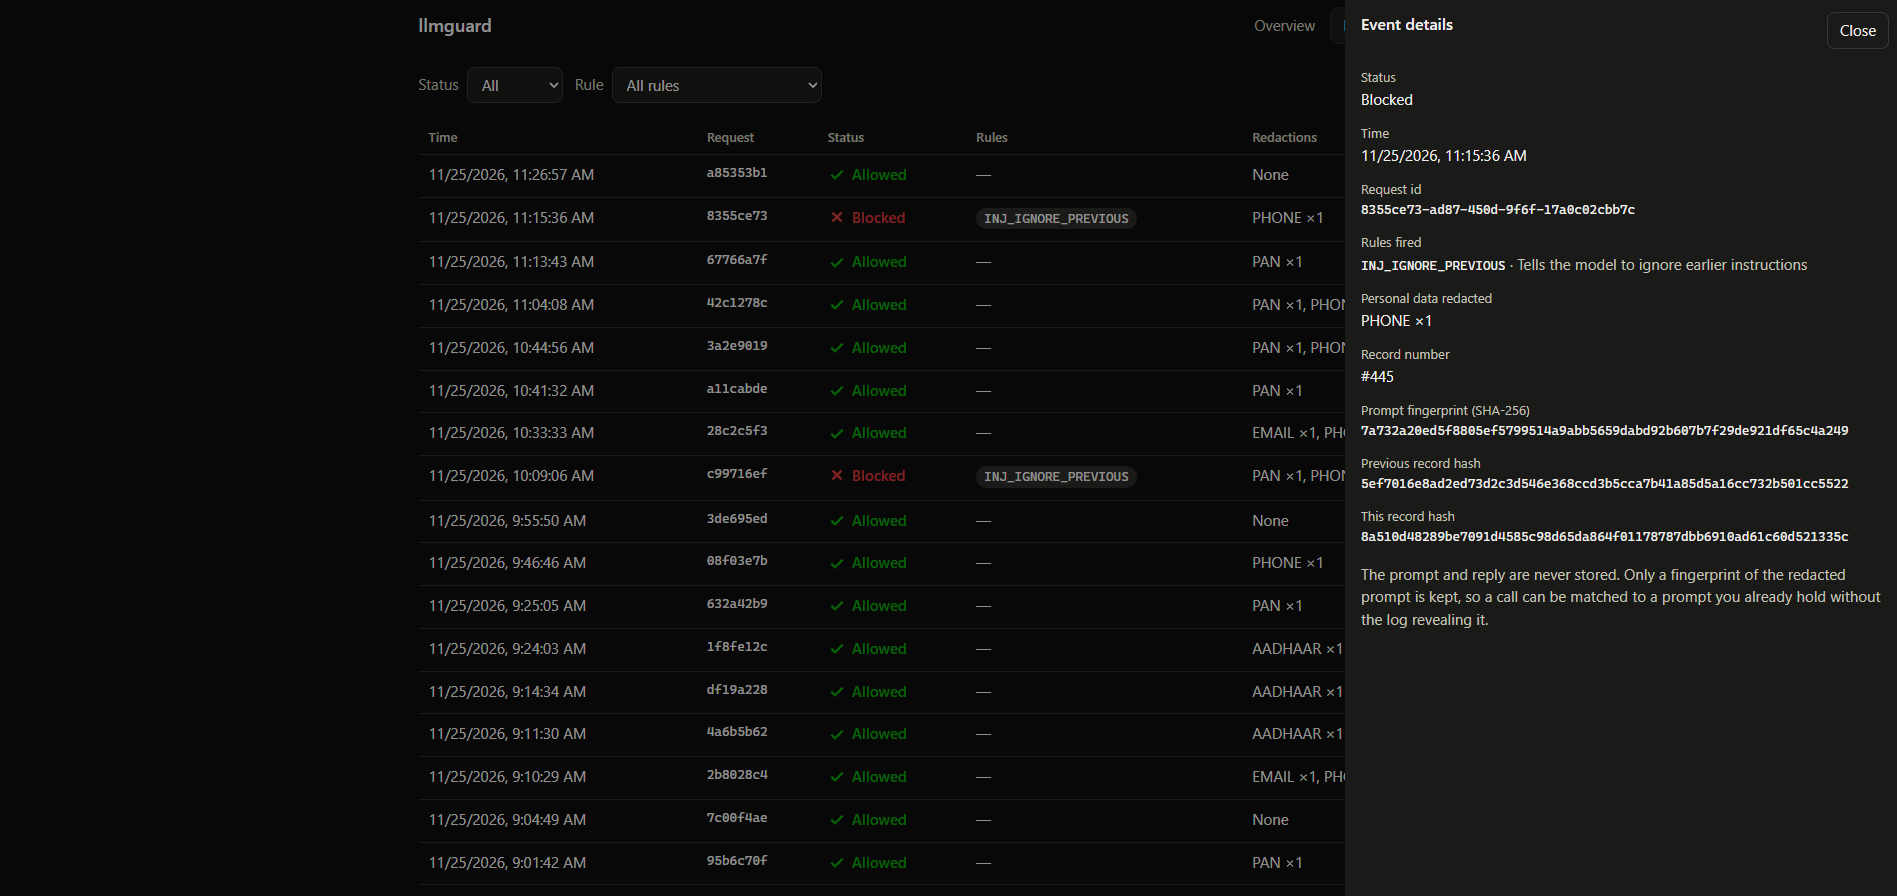 llmguard
Overview
Status All Rule All rules
Time Request Status Rules Redactions
11/25/2026, 11:26:57 AM a85353b1 Allowed — None
11/25/2026, 11:15:36 AM 8355ce73 Blocked INJ_IGNORE_PREVIOUS PHONE ×1
11/25/2026, 11:13:43 AM 67766a7f Allowed — PAN ×1
11/25/2026, 11:04:08 AM 42c1278c Allowed — PAN ×1, PHON
11/25/2026, 10:44:56 AM 3a2e9019 Allowed — PAN ×1, PHON
11/25/2026, 10:41:32 AM a11cabde Allowed — PAN ×1
11/25/2026, 10:33:33 AM 28c2c5f3 Allowed — EMAIL ×1, PH
11/25/2026, 10:09:06 AM c99716ef Blocked INJ_IGNORE_PREVIOUS PAN ×1, PHON
11/25/2026, 9:55:50 AM 3de695ed Allowed — None
11/25/2026, 9:46:46 AM 08f03e7b Allowed — PHONE ×1
11/25/2026, 9:25:05 AM 632a42b9 Allowed — PAN ×1
11/25/2026, 9:24:03 AM 1f8fe12c Allowed — AADHAAR ×1
11/25/2026, 9:14:34 AM df19a228 Allowed — AADHAAR ×1
11/25/2026, 9:11:30 AM 4a6b5b62 Allowed — AADHAAR ×1
11/25/2026, 9:10:29 AM 2b8028c4 Allowed — EMAIL ×1, PH
11/25/2026, 9:04:49 AM 7c00f4ae Allowed — None
11/25/2026, 9:01:42 AM 95b6c70f Allowed — PAN ×1
Event details
Close
Status
Blocked
Time
11/25/2026, 11:15:36 AM
Request id
8355ce73-ad87-450d-9f6f-17a0c02cbb7c
Rules fired
INJ_IGNORE_PREVIOUS · Tells the model to ignore earlier instructions
Personal data redacted
PHONE ×1
Record number
#445
Prompt fingerprint (SHA-256)
7a732a20ed5f8805ef5799514a9abb5659dabd92b607b7f29de921df65c4a249
Previous record hash
5ef7016e8ad2ed73d2c3d546e368ccd3b5cca7b41a85d5a16cc732b501cc5522
This record hash
8a510d48289be7091d4585c98d65da864f01178787dbb6910ad61c60d521335c
The prompt and reply are never stored. Only a fingerprint of the redacted
prompt is kept, so a call can be matched to a prompt you already hold without
the log revealing it.